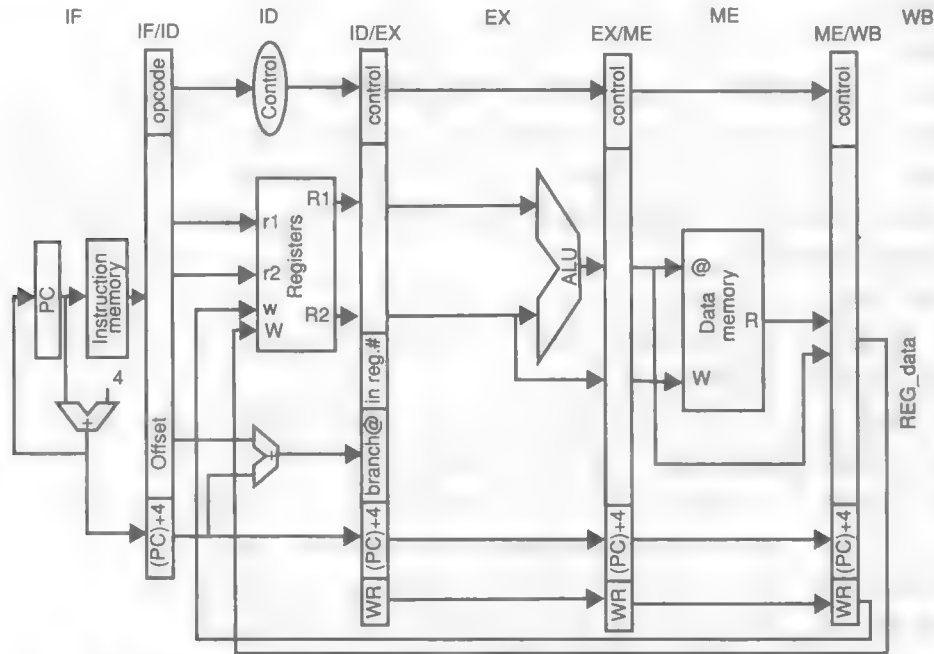 IF
ID
EX
ME
WB
IF/ID
ID/EX
EX/ME
ME/WB
opcode
Control
control
control
control
PC
Instruction
memory
4
+
Offset
(PC)+4
r1
r2
w
W
R1
R2
Registers
+
in reg.#
branch@
(PC)+4
WR
ALU
(PC)+4
WR
@
W
R
Data
memory
(PC)+4
WR
REG_data